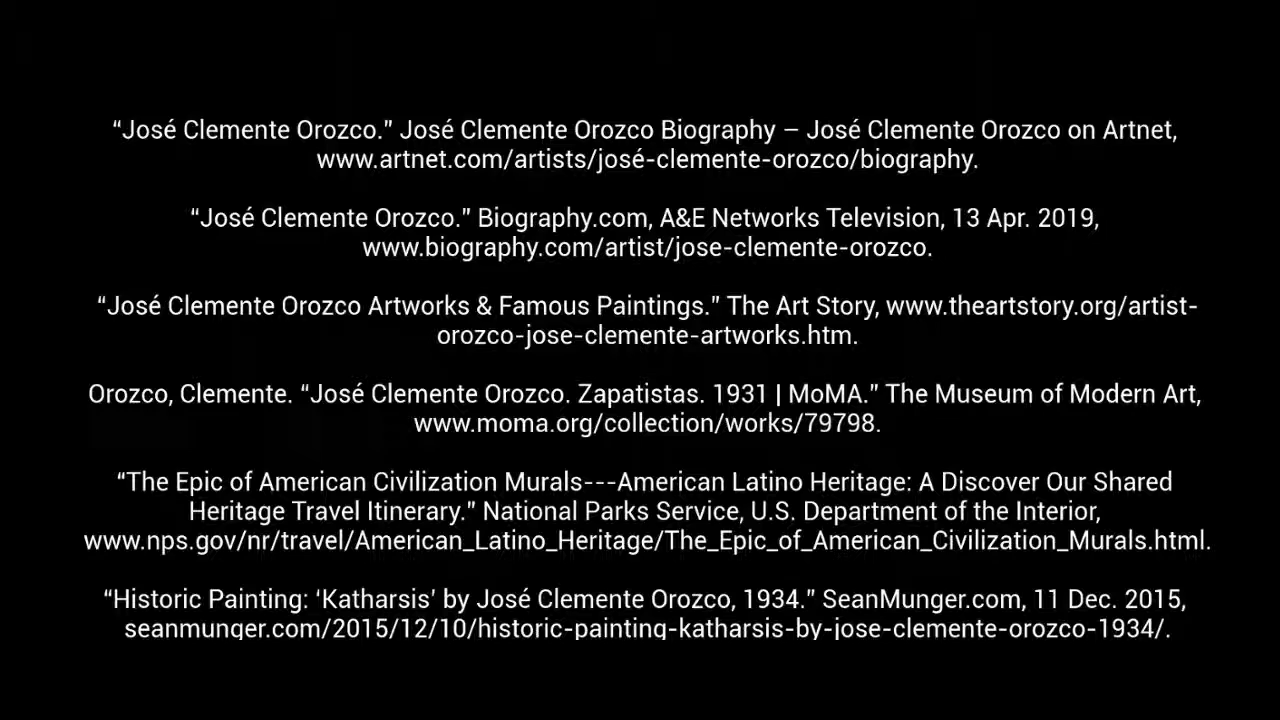 “José Clemente Orozco.” José Clemente Orozco Biography – José Clemente Orozco on Artnet,
www.artnet.com/artists/josé-clemente-orozco/biography.
“José Clemente Orozco.” Biography.com, A&E Networks Television, 13 Apr. 2019,
www.biography.com/artist/jose-clemente-orozco.
“José Clemente Orozco Artworks & Famous Paintings.” The Art Story, www.theartstory.org/artist-
orozco-jose-clemente-artworks.htm.
Orozco, Clemente. “José Clemente Orozco. Zapatistas. 1931 | MoMA.” The Museum of Modern Art,
www.moma.org/collection/works/79798.
“The Epic of American Civilization Murals---American Latino Heritage: A Discover Our Shared
Heritage Travel Itinerary.” National Parks Service, U.S. Department of the Interior,
www.nps.gov/nr/travel/American_Latino_Heritage/The_Epic_of_American_Civilization_Murals.html.
“Historic Painting: ‘Katharsis’ by José Clemente Orozco, 1934.” SeanMunger.com, 11 Dec. 2015,
seanmunger.com/2015/12/10/historic-painting-katharsis-by-jose-clemente-orozco-1934/.